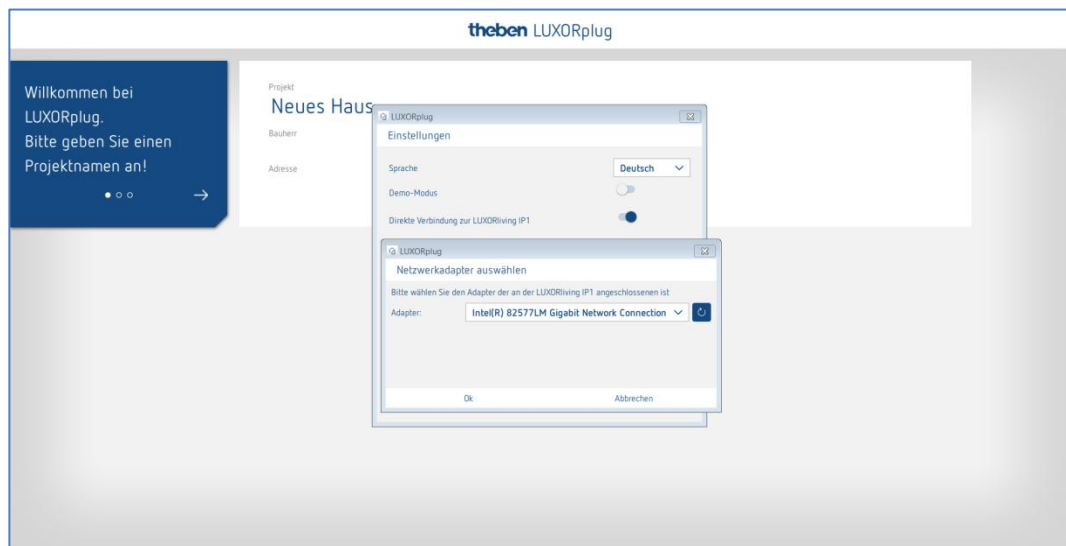 theben LUXORplug
Willkommen bei
LUXORplug.
Bitte geben Sie einen
Projektnamen an!
Projekt
Neues Haus
Bauherr
Adresse
LUXORplug
Einstellungen
Sprache
Deutsch
Demo-Modus
Direkte Verbindung zur LUXORliving IP1
LUXORplug
Netzwerkadapter auswählen
Bitte wählen Sie den Adapter der an der LUXORliving IP1 angeschlossenen ist
Adapter:
Intel(R) 82577LM Gigabit Network Connection
Ok
Abbrechen